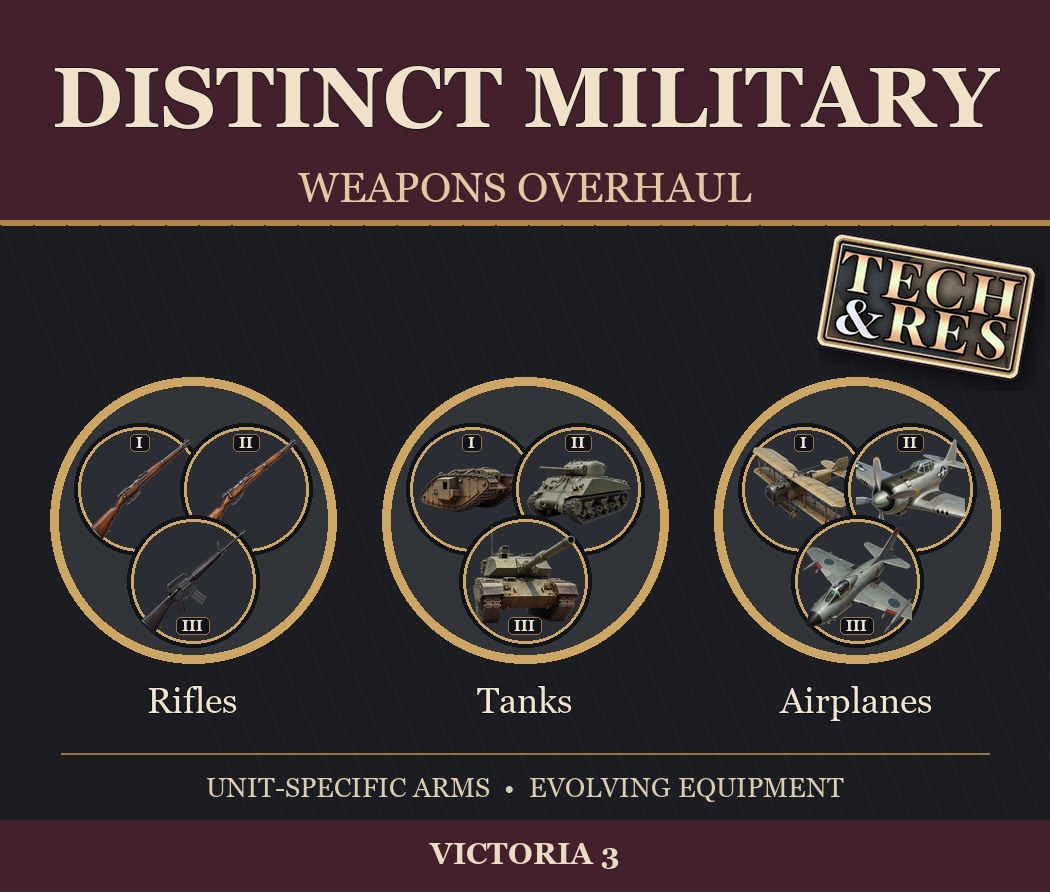 DISTINCT MILITARY
WEAPONS OVERHAUL
TECH
&RES
I
II
III
I
II
III
I
II
III
Rifles
Tanks
Airplanes
UNIT-SPECIFIC ARMS • EVOLVING EQUIPMENT
VICTORIA 3